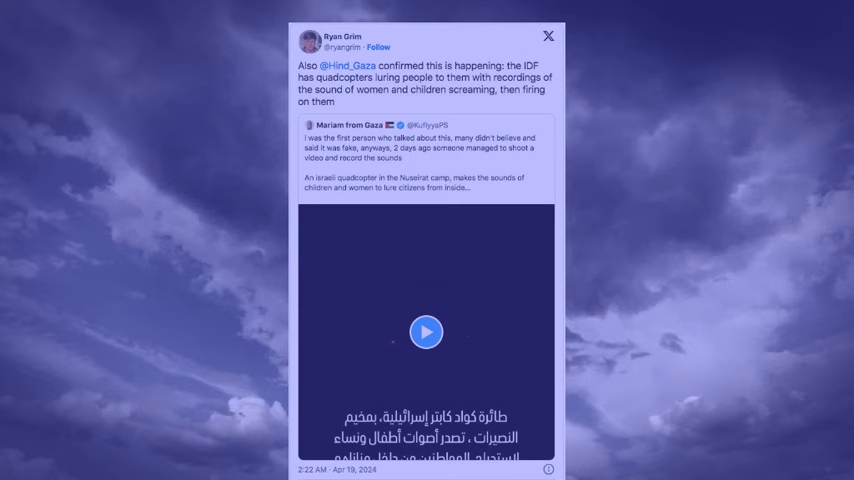 Ryan Grim
@ryangrim · Follow
Also @Hind_Gaza confirmed this is happening: the IDF
has quadcopters luring people to them with recordings of
the sound of women and children screaming, then firing
on them
Mariam from Gaza @KufiyyaPS
I was the first person who talked about this, many didn't believe and
said it was fake, anyways, 2 days ago someone managed to shoot a
video and record the sounds
An israeli quadcopter in the Nuseirat camp, makes the sounds of
children and women to lure citizens from inside...
طائرة كواد كابتر إسرائيلية، بمخيم
النصيرات ، تصدر أصوات أطفال ونساء
لاستدراج المواطنين من داخل منازلهم
2:22 AM · Apr 19, 2024